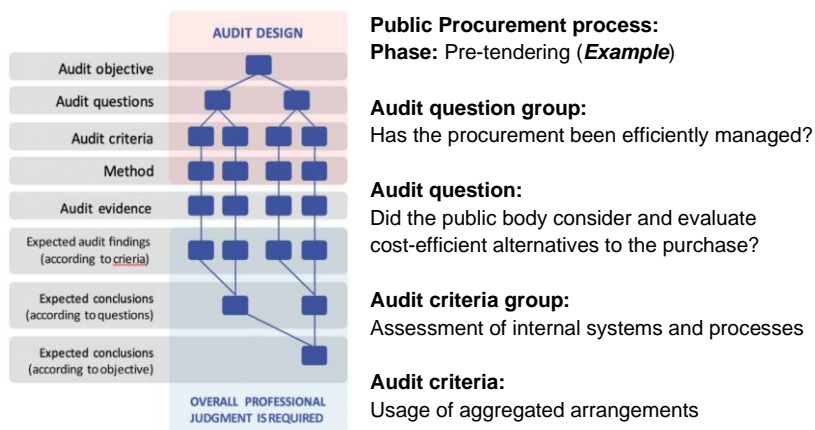 AUDIT DESIGN
Audit objective
Audit questions
Audit criteria
Method
Audit evidence
Expected audit findings
(according to crieria)
Expected conclusions
(according to questions)
Expected conclusions
(according to objective)
OVERALL PROFESSIONAL
JUDGMENT IS REQUIRED
Public Procurement process:
Phase: Pre-tendering (Example)
Audit question group:
Has the procurement been efficiently managed?
Audit question:
Did the public body consider and evaluate
cost-efficient alternatives to the purchase?
Audit criteria group:
Assessment of internal systems and processes
Audit criteria:
Usage of aggregated arrangements